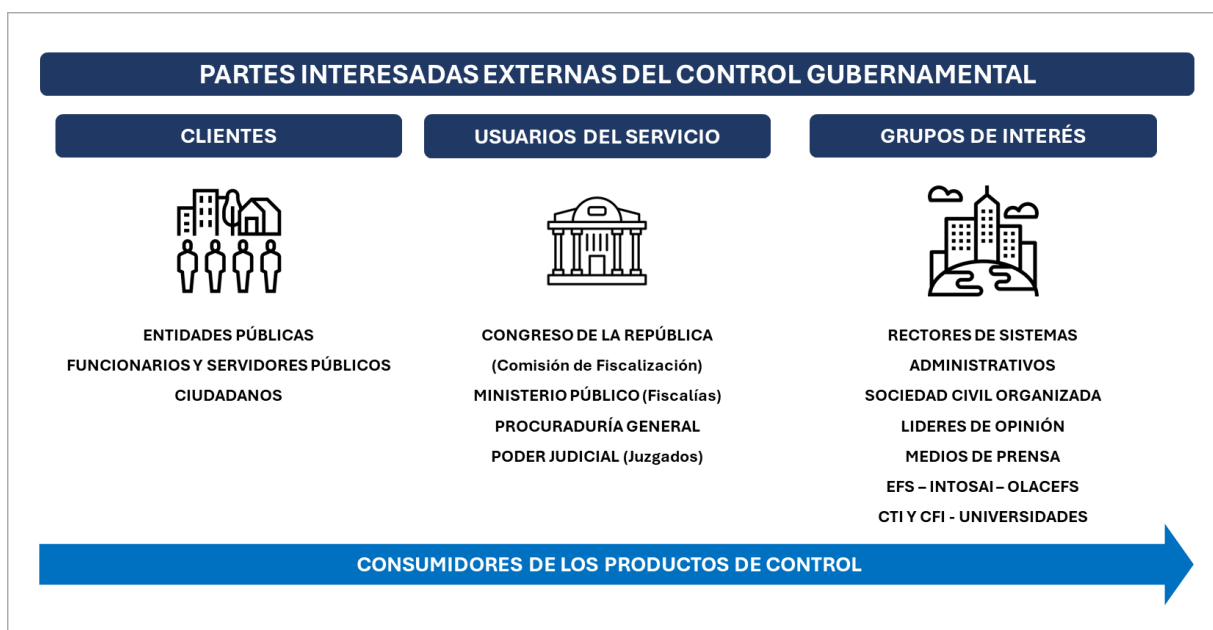 PARTES INTERESADAS EXTERNAS DEL CONTROL GUBERNAMENTAL
CLIENTES
ENTIDADES PÚBLICAS
FUNCIONARIOS Y SERVIDORES PÚBLICOS
CIUDADANOS
USUARIOS DEL SERVICIO
CONGRESO DE LA REPÚBLICA
(Comisión de Fiscalización)
MINISTERIO PÚBLICO (Fiscalías)
PROCURADURÍA GENERAL
PODER JUDICIAL (Juzgados)
GRUPOS DE INTERÉS
RECTORES DE SISTEMAS
ADMINISTRATIVOS
SOCIEDAD CIVIL ORGANIZADA
LIDERES DE OPINIÓN
MEDIOS DE PRENSA
EFS – INTOSAI – OLACEFS
CTI Y CFI - UNIVERSIDADES
CONSUMIDORES DE LOS PRODUCTOS DE CONTROL